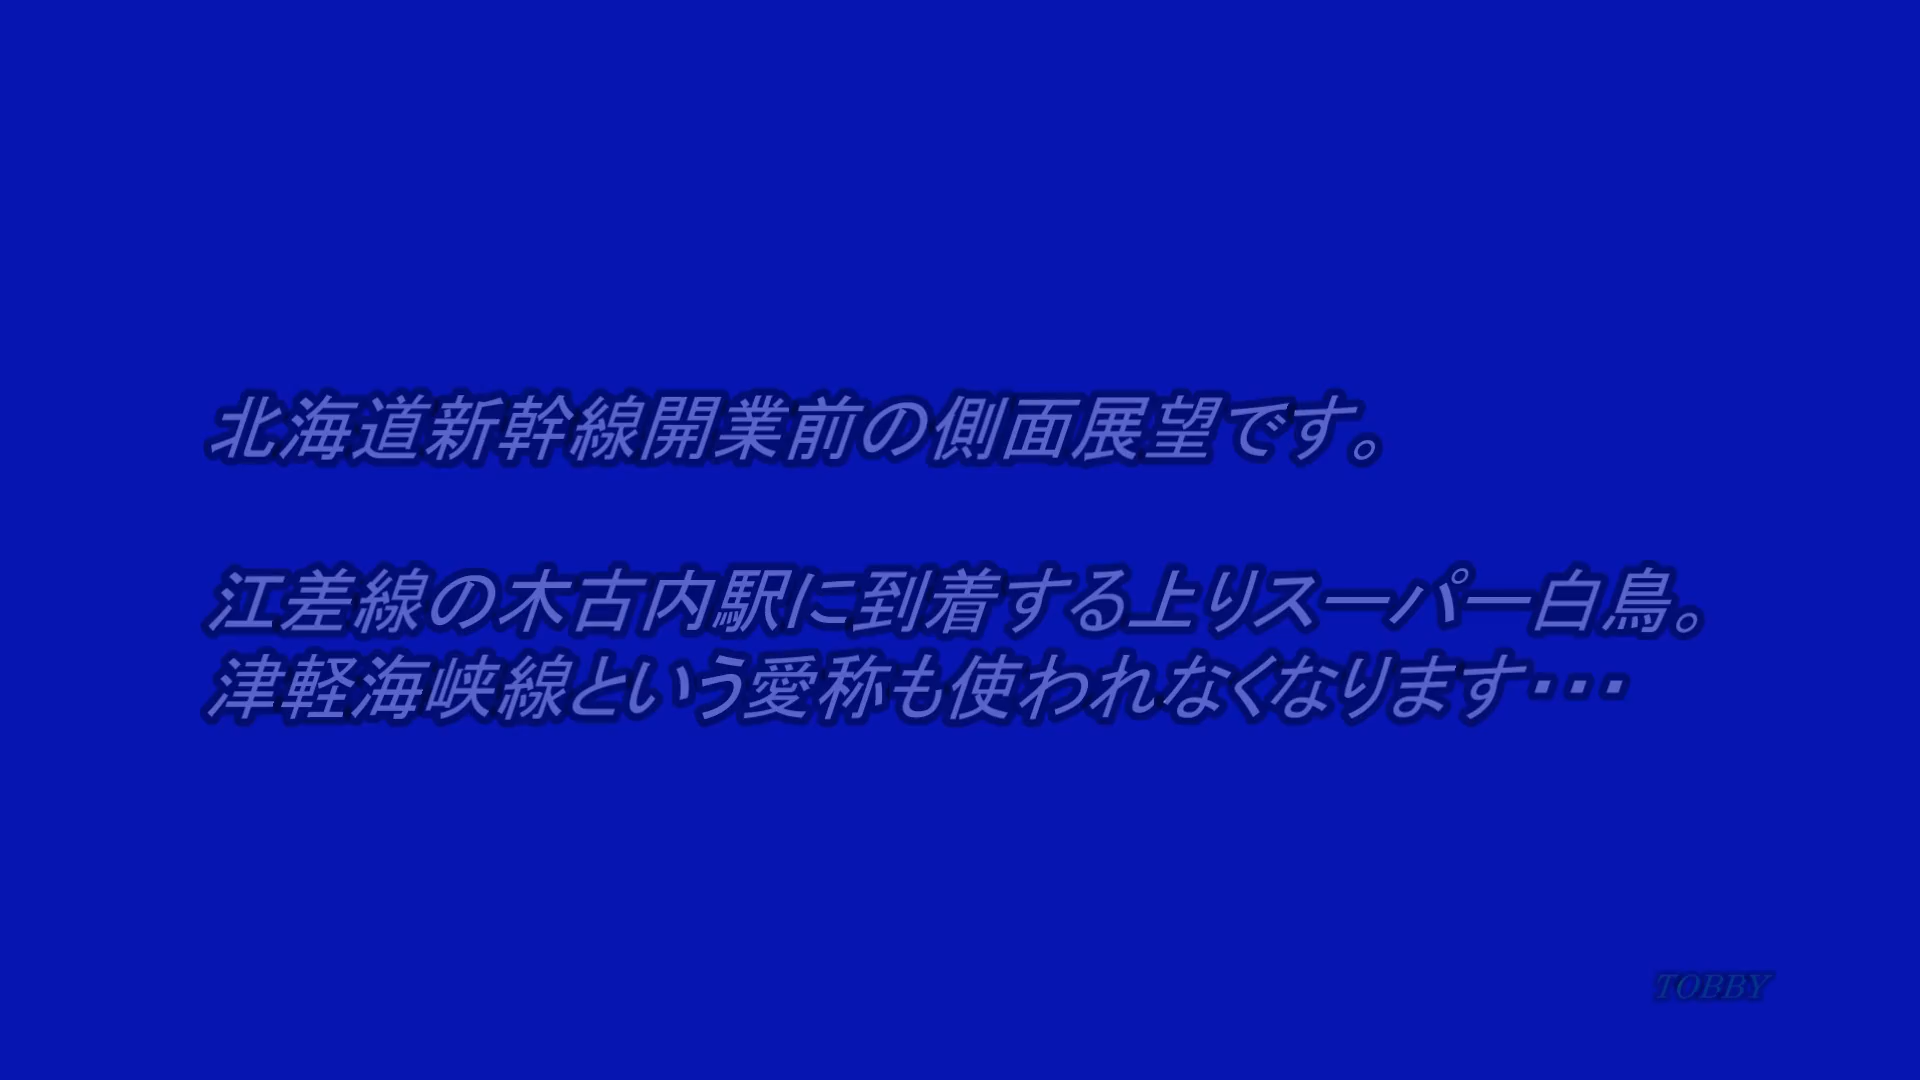 北海道新幹線開業前の側面展望です。
江差線の木古内駅に到着する上りスーパー白鳥。
津軽海峡線という愛称も使われなくなります・・・
TOBBY